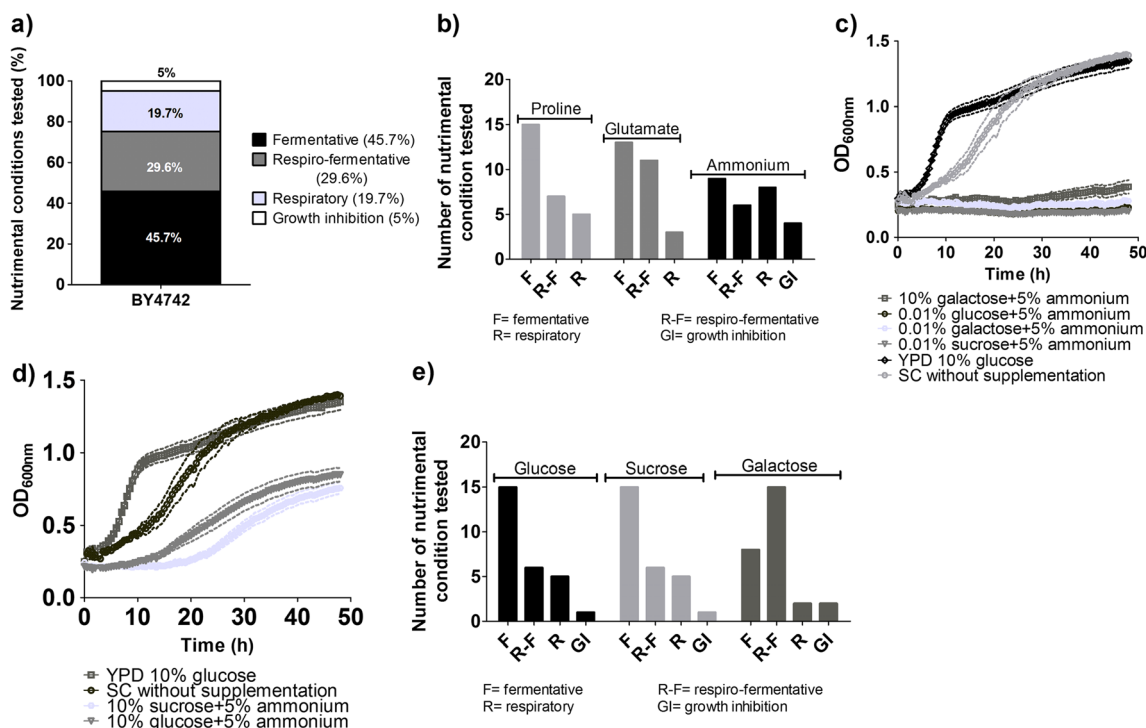 a)
Nutrimental conditions tested (%)
100
80
60
40
20
0
5%
19.7%
29.6%
45.7%
BY4742
Fermentative (45.7%)
Respiro-fermentative
(29.6%)
Respiratory (19.7%)
Growth inhibition (5%)
b)
Number of nutrimental
condition tested
20
15
10
5
0
Proline
Glutamate
Ammonium
F
R-F
R
F
R-F
R
F
R-F
R
GI
F= fermentative
R= respiratory
R-F= respiro-fermentative
GI= growth inhibition
c)
OD600nm
1.5
1.0
0.5
0.0
0
10
20
30
40
50
Time (h)
10% galactose+5% ammonium
0.01% glucose+5% ammonium
0.01% galactose+5% ammonium
0.01% sucrose+5% ammonium
YPD 10% glucose
SC without supplementation
d)
OD600nm
1.5
1.0
0.5
0.0
0
10
20
30
40
50
Time (h)
YPD 10% glucose
SC without supplementation
10% sucrose+5% ammonium
10% glucose+5% ammonium
e)
Number of nutrimental
condition tested
20
15
10
5
0
Glucose
Sucrose
Galactose
F
R-F
R
GI
F
R-F
R
GI
F
R-F
R
GI
F= fermentative
R= respiratory
R-F= respiro-fermentative
GI= growth inhibition